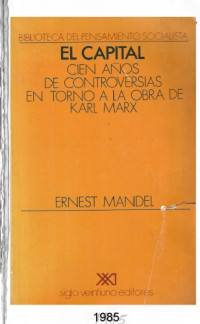 BIBLIOTECA DEL PENSAMIENTO SOCIALISTA
EL CAPITAL
CIEN AÑOS
DE CONTROVERSIAS
EN TORNO A LA OBRA DE
KARL MARX
ERNEST MANDEL
siglo veintiuno editores
1985